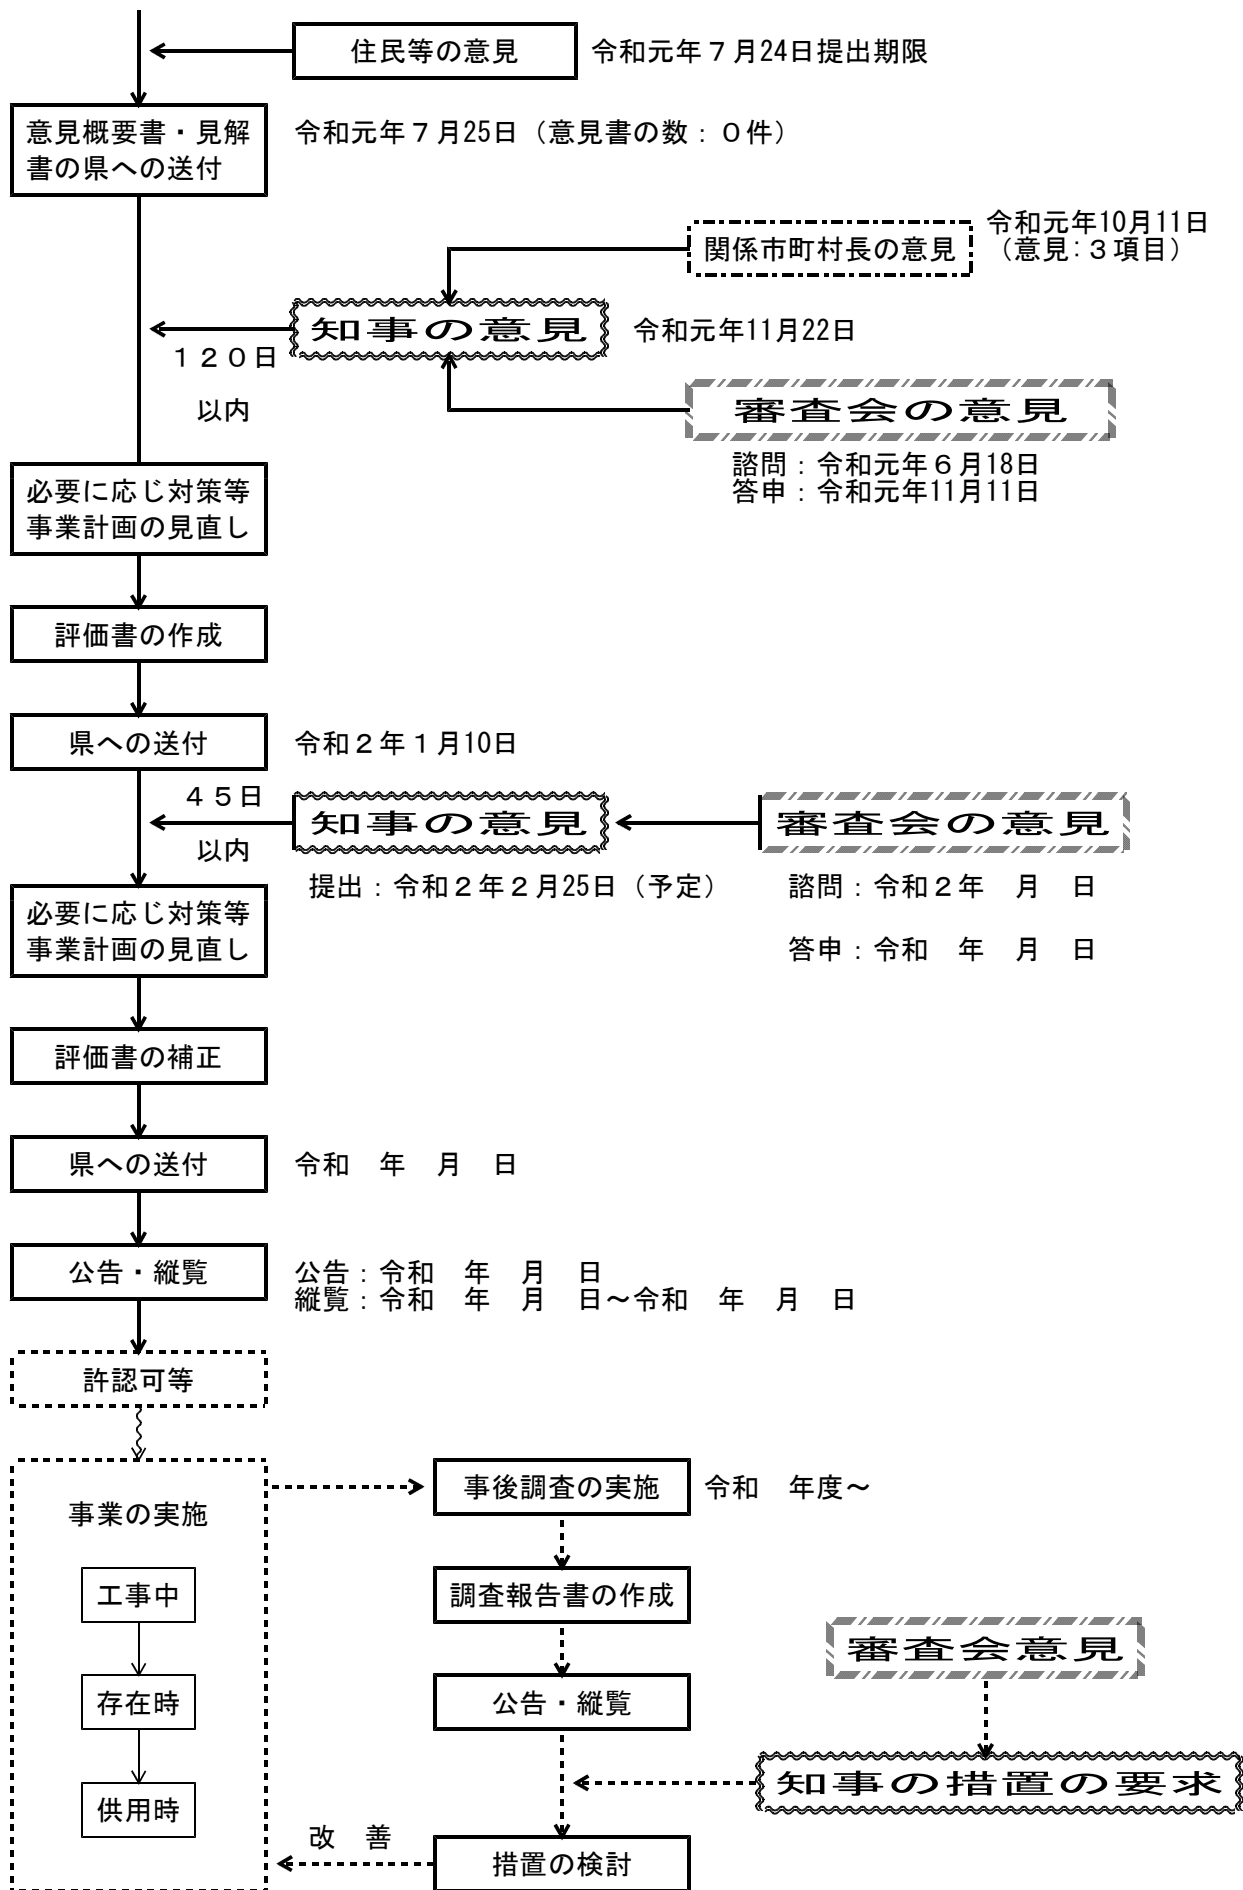 住民等の意見 令和元年７月24日提出期限
意見概要書・見解
書の県への送付
令和元年７月25日（意見書の数：０件）
関係市町村長の意見
令和元年10月11日
（意見：３項目）
知事の意見
令和元年11月22日
１２０日
以内
審査会の意見
諮問：令和元年６月18日
答申：令和元年11月11日
必要に応じ対策等
事業計画の見直し
評価書の作成
県への送付 令和２年１月10日
４５日
以内
知事の意見
審査会の意見
提出：令和２年２月25日（予定）
諮問：令和２年　月　日
答申：令和　年　月　日
必要に応じ対策等
事業計画の見直し
評価書の補正
県への送付 令和　年　月　日
公告・縦覧
公告：令和　年　月　日
縦覧：令和　年　月　日～令和　年　月　日
許認可等
事業の実施
工事中
存在時
供用時
事後調査の実施 令和　年度～
調査報告書の作成
審査会意見
公告・縦覧
知事の措置の要求
改　善
措置の検討